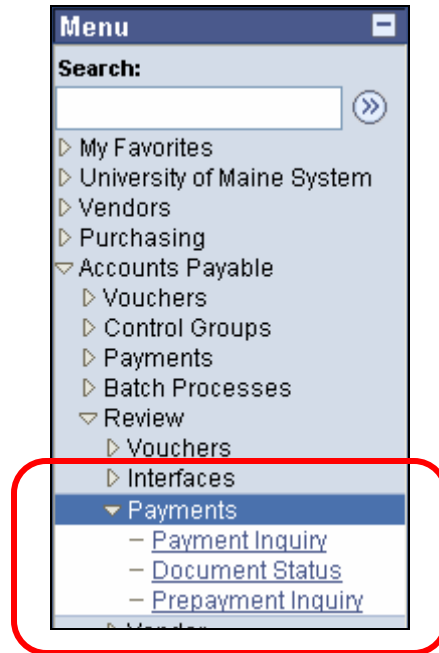 Menu
Search:
My Favorites
University of Maine System
Vendors
Purchasing
Accounts Payable
Vouchers
Control Groups
Payments
Batch Processes
Review
Vouchers
Interfaces
Payments
Payment Inquiry
Document Status
Prepayment Inquiry